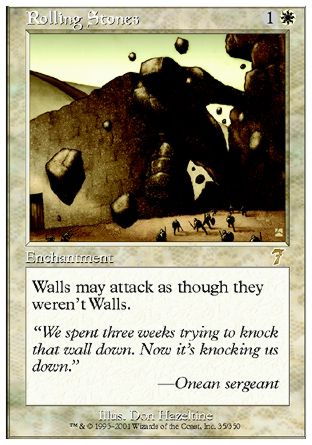 Rolling Stones 1
Enchantment 7
Walls may attack as though they
weren't Walls.
“We spent three weeks trying to knock
that wall down. Now it's knocking us
down.”
—Onean sergeant
Illus. Don Hazeltine
™ & © 1993-2001 Wizards of the Coast, Inc. 35/350